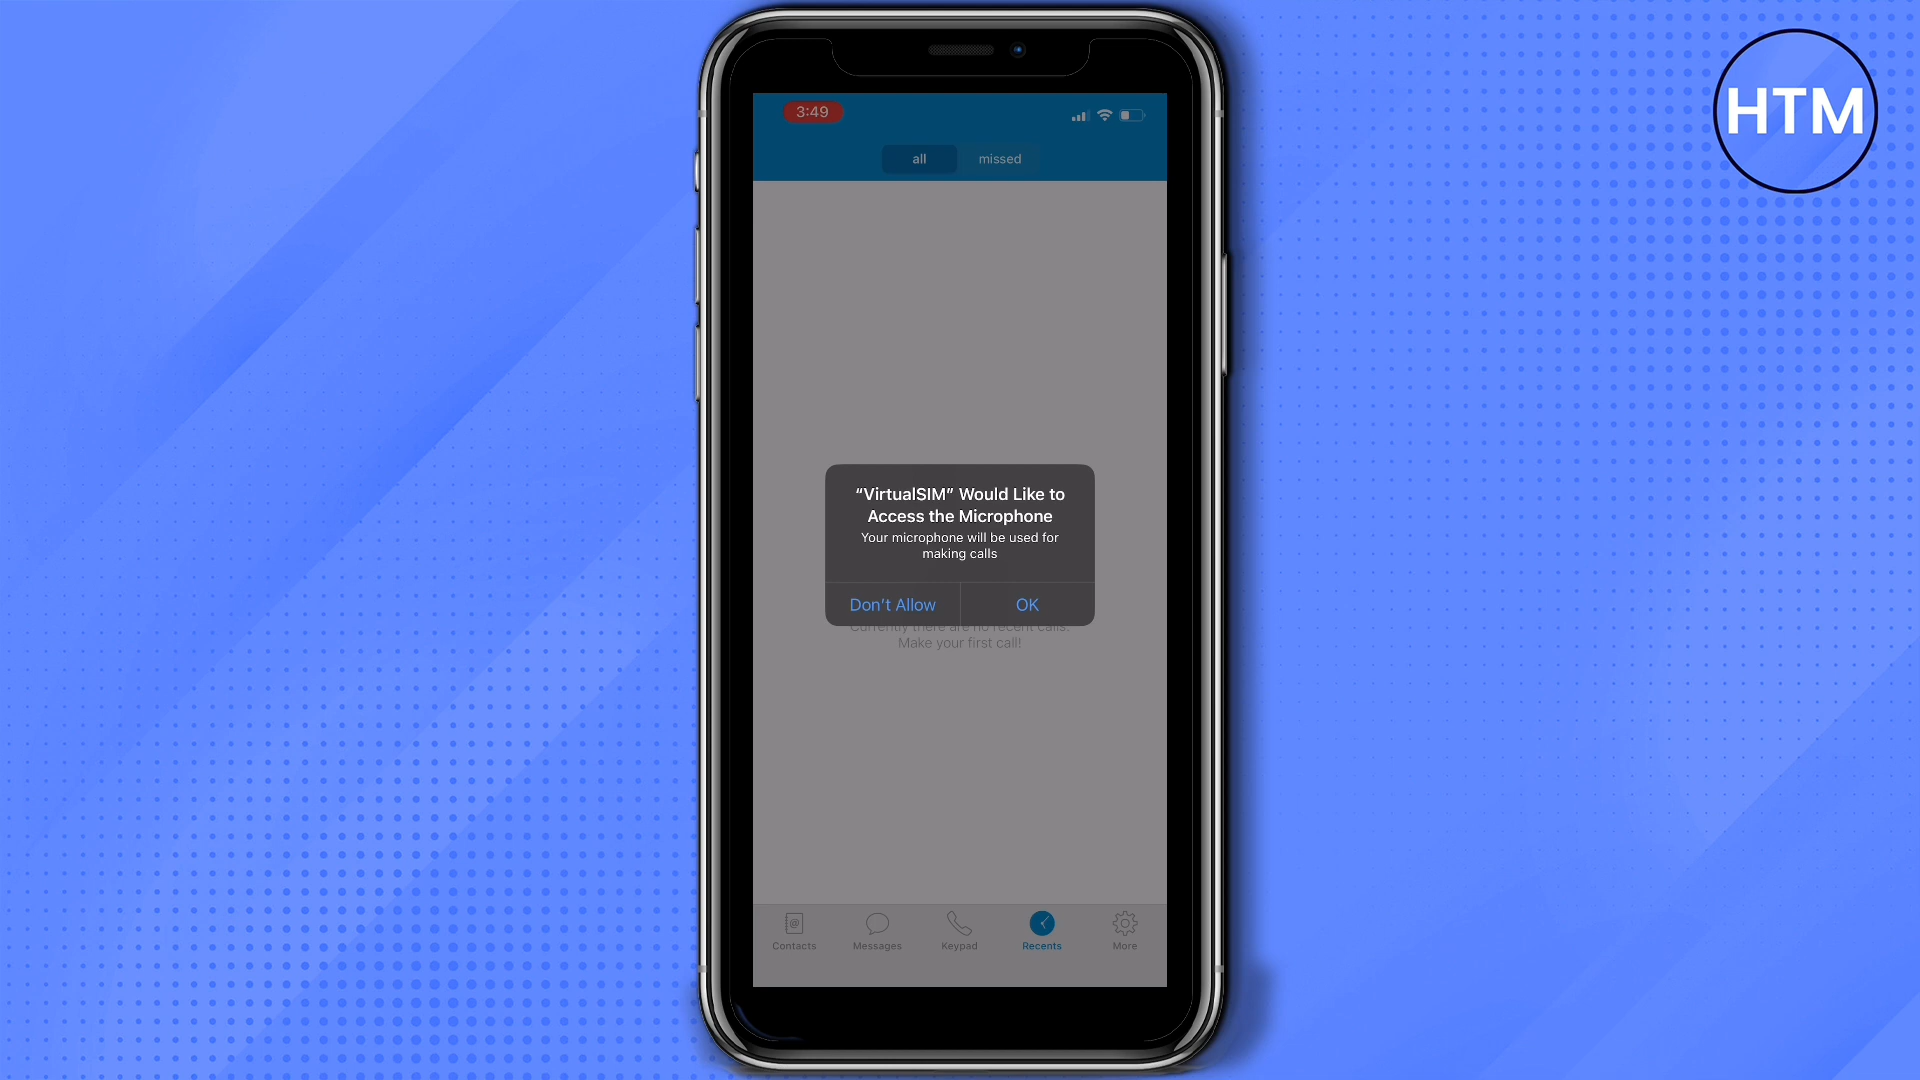 HTM
3:49
all
missed
“VirtualSIM” Would Like to
Access the Microphone
Your microphone will be used for
making calls
Don’t Allow
OK
Currently there are no recent calls.
Make your first call!
Contacts
Messages
Keypad
Recents
More